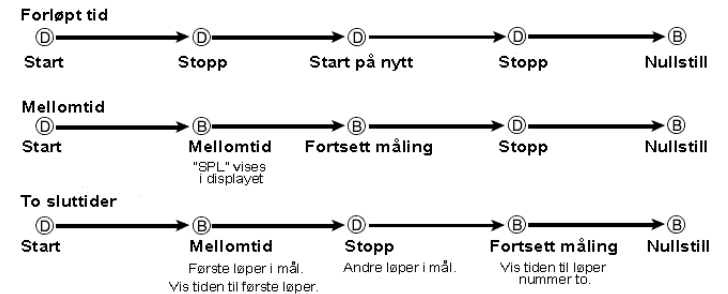 Forløpt tid
D D D D B
Start Stopp Start på nytt Stopp Nullstill
Mellomtid
D B B D B
Start Mellomtid Fortsett måling Stopp Nullstill
"SPL" vises
i displayet
To sluttider
D B D B B
Start Mellomtid Stopp Fortsett måling Nullstill
Første løper i mål. Andre løper i mål. Vis tiden til løper
Vis tiden til første løper. nummer to.